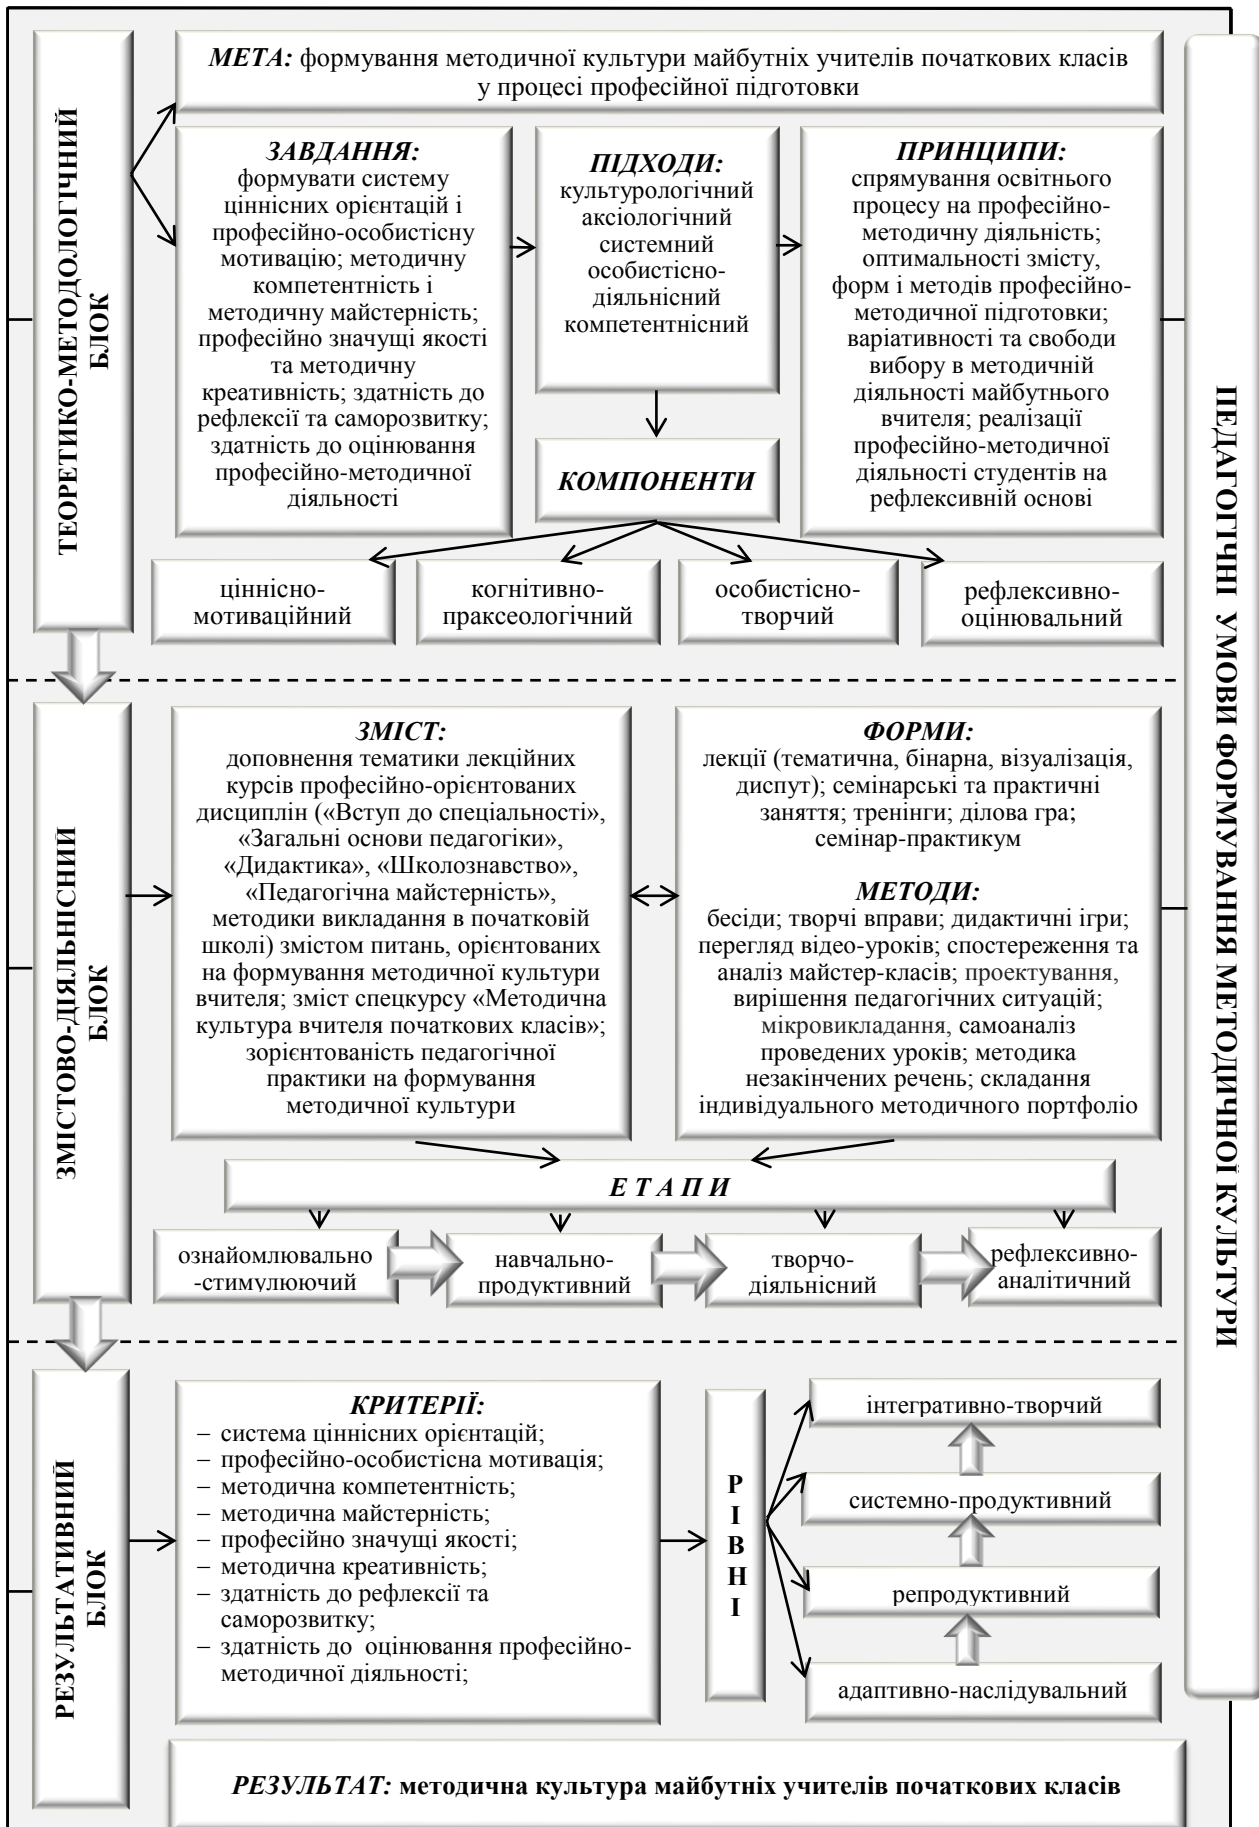 МЕТА: формування методичної культури майбутніх учителів початкових класів
у процесі професійної підготовки
ТЕОРЕТИКО-МЕТОДОЛОГІЧНИЙ
БЛОК
ЗАВДАННЯ:
формувати систему
ціннісних орієнтацій і
професійно-особистісну
мотивацію; методичну
компетентність і
методичну майстерність;
професійно значущі якості
та методичну
креативність; здатність до
рефлексії та саморозвитку;
здатність до оцінювання
професійно-методичної
діяльності
ПІДХОДИ:
культурологічний
аксіологічний
системний
особистісно-
діяльнісний
компетентнісний
ПРИНЦИПИ:
спрямування освітнього
процесу на професійно-
методичну діяльність;
оптимальності змісту,
форм і методів професійно-
методичної підготовки;
варіативності та свободи
вибору в методичній
діяльності майбутнього
вчителя; реалізації
професійно-методичної
діяльності студентів на
рефлексивній основі
КОМПОНЕНТИ
ціннісно-
мотиваційний
когнітивно-
праксеологічний
особистісно-
творчий
рефлексивно-
оцінювальний
ПЕДАГОГІЧНІ УМОВИ ФОРМУВАННЯ МЕТОДИЧНОЇ КУЛЬТУРИ
ЗМІСТОВО-ДІЯЛЬНІСНИЙ
БЛОК
ЗМІСТ:
доповнення тематики лекційних
курсів професійно-орієнтованих
дисциплін («Вступ до спеціальності»,
«Загальні основи педагогіки»,
«Дидактика», «Школознавство»,
«Педагогічна майстерність»,
методики викладання в початковій
школі) змістом питань, орієнтованих
на формування методичної культури
вчителя; зміст спецкурсу «Методична
культура вчителя початкових класів»;
зорієнтованість педагогічної
практики на формування
методичної культури
ФОРМИ:
лекції (тематична, бінарна, візуалізація,
диспут); семінарські та практичні
заняття; тренінги; ділова гра;
семінар-практикум
МЕТОДИ:
бесіди; творчі вправи; дидактичні ігри;
перегляд відео-уроків; спостереження та
аналіз майстер-класів; проектування,
вирішення педагогічних ситуацій;
мікровикладання, самоаналіз
проведених уроків; методика
незакінчених речень; складання
індивідуального методичного портфоліо
Е Т А П И
ознайомлювально
-стимулюючий
навчально-
продуктивний
творчо-
діяльнісний
рефлексивно-
аналітичний
РЕЗУЛЬТАТИВНИЙ
БЛОК
КРИТЕРІЇ:
– система ціннісних орієнтацій;
– професійно-особистісна мотивація;
– методична компетентність;
– методична майстерність;
– професійно значущі якості;
– методична креативність;
– здатність до рефлексії та
саморозвитку;
– здатність до оцінювання професійно-
методичної діяльності;
Р
І
В
Н
І
інтегративно-творчий
системно-продуктивний
репродуктивний
адаптивно-наслідувальний
РЕЗУЛЬТАТ: методична культура майбутніх учителів початкових класів